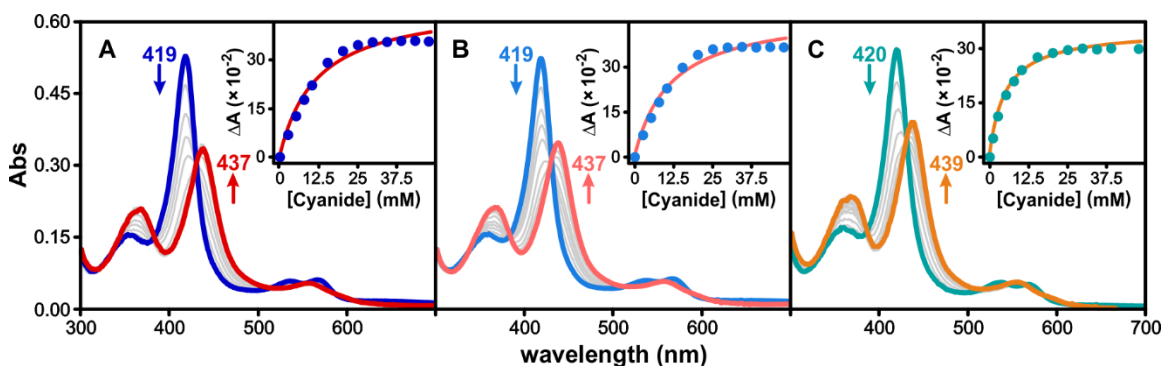 0.60
0.45
0.30
0.15
0.00
Abs
A
419
437
30
15
0
ΔA (× 10⁻²)
0 12.5 25 37.5
[Cyanide] (mM)
300 400 500 600
B
419
437
30
15
0
ΔA (× 10⁻²)
0 12.5 25 37.5
[Cyanide] (mM)
400 500 600
C
420
439
30
15
0
ΔA (× 10⁻²)
0 12.5 25 37.5
[Cyanide] (mM)
400 500 600 700
wavelength (nm)